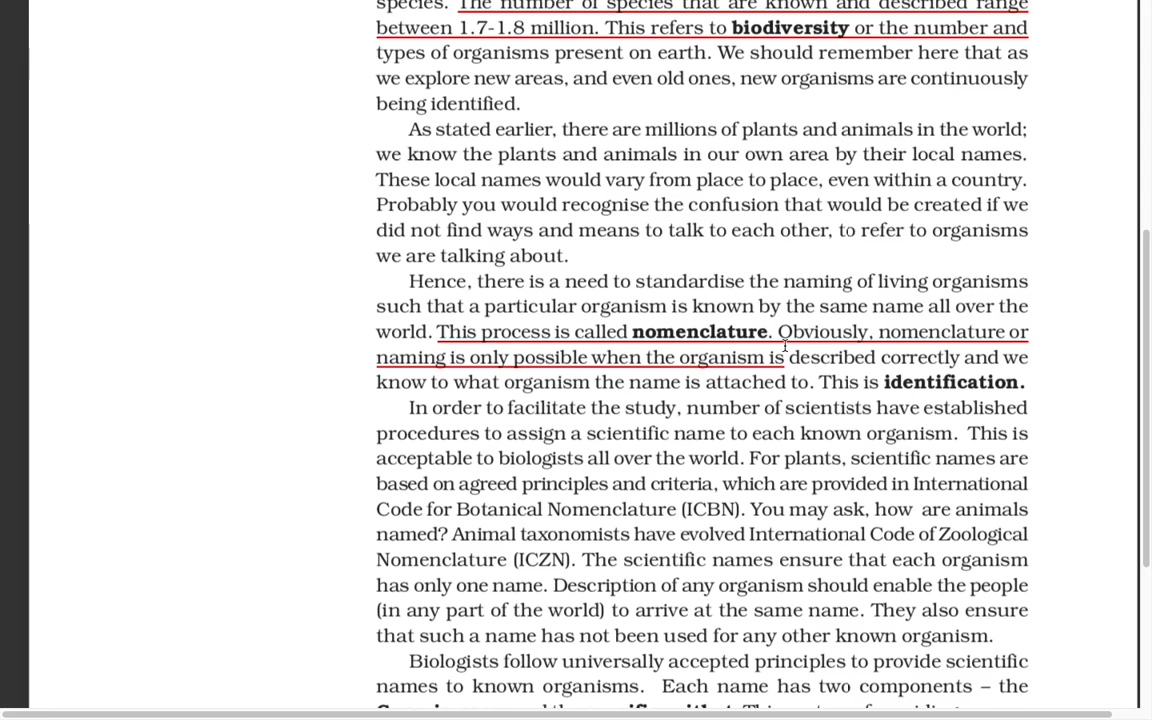 species. The number of species that are known and described range
between 1.7-1.8 million. This refers to biodiversity or the number and
types of organisms present on earth. We should remember here that as
we explore new areas, and even old ones, new organisms are continuously
being identified.
As stated earlier, there are millions of plants and animals in the world;
we know the plants and animals in our own area by their local names.
These local names would vary from place to place, even within a country.
Probably you would recognise the confusion that would be created if we
did not find ways and means to talk to each other, to refer to organisms
we are talking about.
Hence, there is a need to standardise the naming of living organisms
such that a particular organism is known by the same name all over the
world. This process is called nomenclature. Obviously, nomenclature or
naming is only possible when the organism is described correctly and we
know to what organism the name is attached to. This is identification.
In order to facilitate the study, number of scientists have established
procedures to assign a scientific name to each known organism. This is
acceptable to biologists all over the world. For plants, scientific names are
based on agreed principles and criteria, which are provided in International
Code for Botanical Nomenclature (ICBN). You may ask, how are animals
named? Animal taxonomists have evolved International Code of Zoological
Nomenclature (ICZN). The scientific names ensure that each organism
has only one name. Description of any organism should enable the people
(in any part of the world) to arrive at the same name. They also ensure
that such a name has not been used for any other known organism.
Biologists follow universally accepted principles to provide scientific
names to known organisms. Each name has two components – the